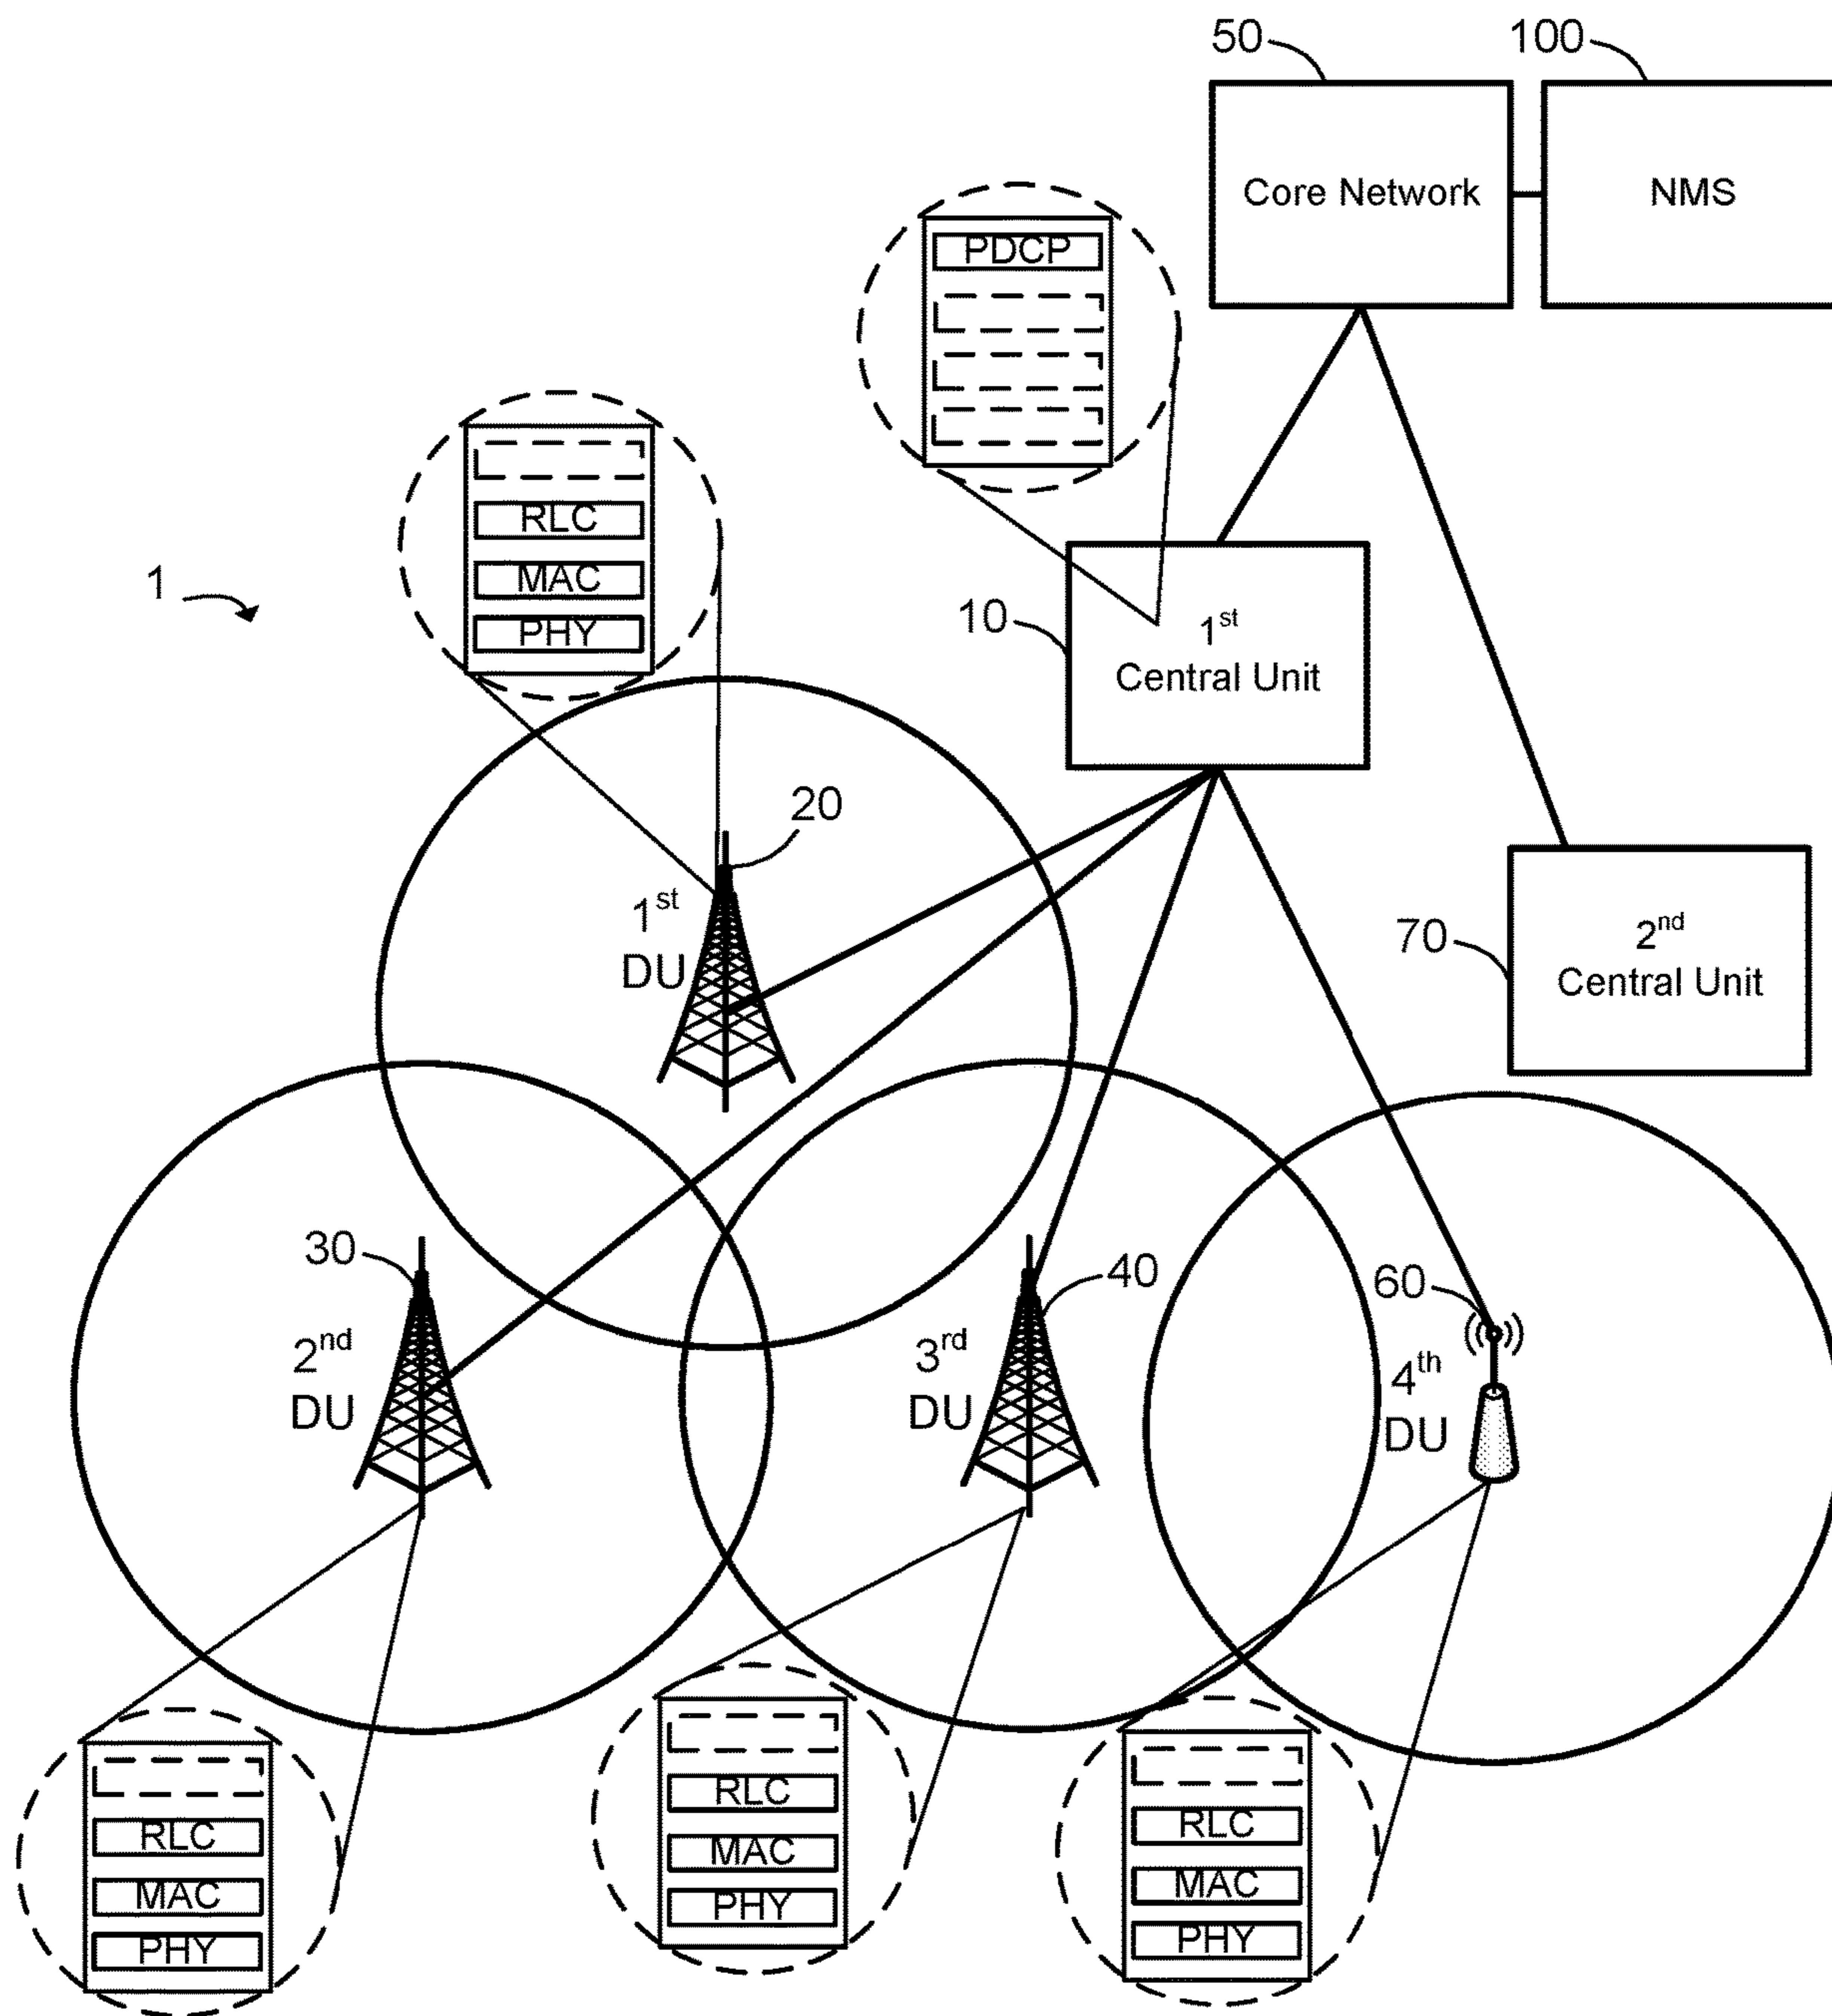 50
100
Core Network
NMS
PDCP
RLC
MAC
PHY
1
10
1st
Central Unit
20
1st
DU
70
2nd
Central Unit
30
2nd
DU
40
3rd
DU
60
4th
DU
RLC
MAC
PHY
RLC
MAC
PHY
RLC
MAC
PHY